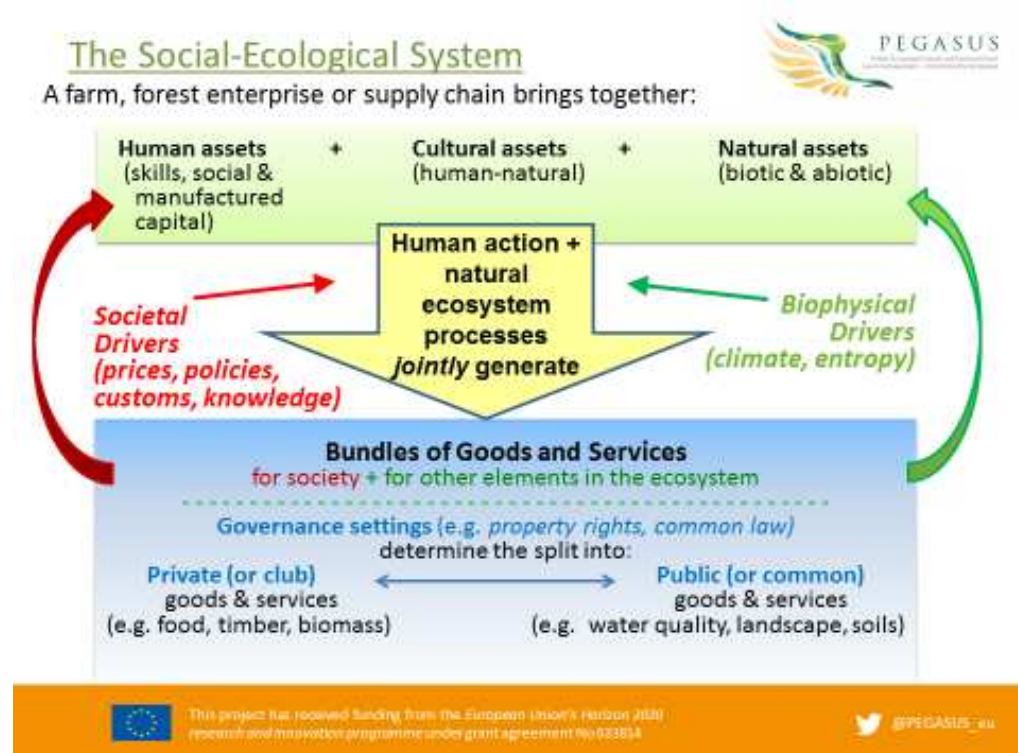 The Social-Ecological System
PEGASUS
A farm, forest enterprise or supply chain brings together:
Human assets + Cultural assets + Natural assets
(skills, social & (human-natural) (biotic & abiotic)
manufactured
capital)
Human action +
natural
ecosystem
processes
jointly generate
Societal
Drivers
(prices, policies,
customs, knowledge)
Biophysical
Drivers
(climate, entropy)
Bundles of Goods and Services
for society + for other elements in the ecosystem
Governance settings (e.g. property rights, common law)
determine the split into:
Private (or club) Public (or common)
goods & services goods & services
(e.g. food, timber, biomass) (e.g. water quality, landscape, soils)
This project has received funding from the European Union's Horizon 2020
research and innovation programme under grant agreement No 633814
@PEGASUS_eu